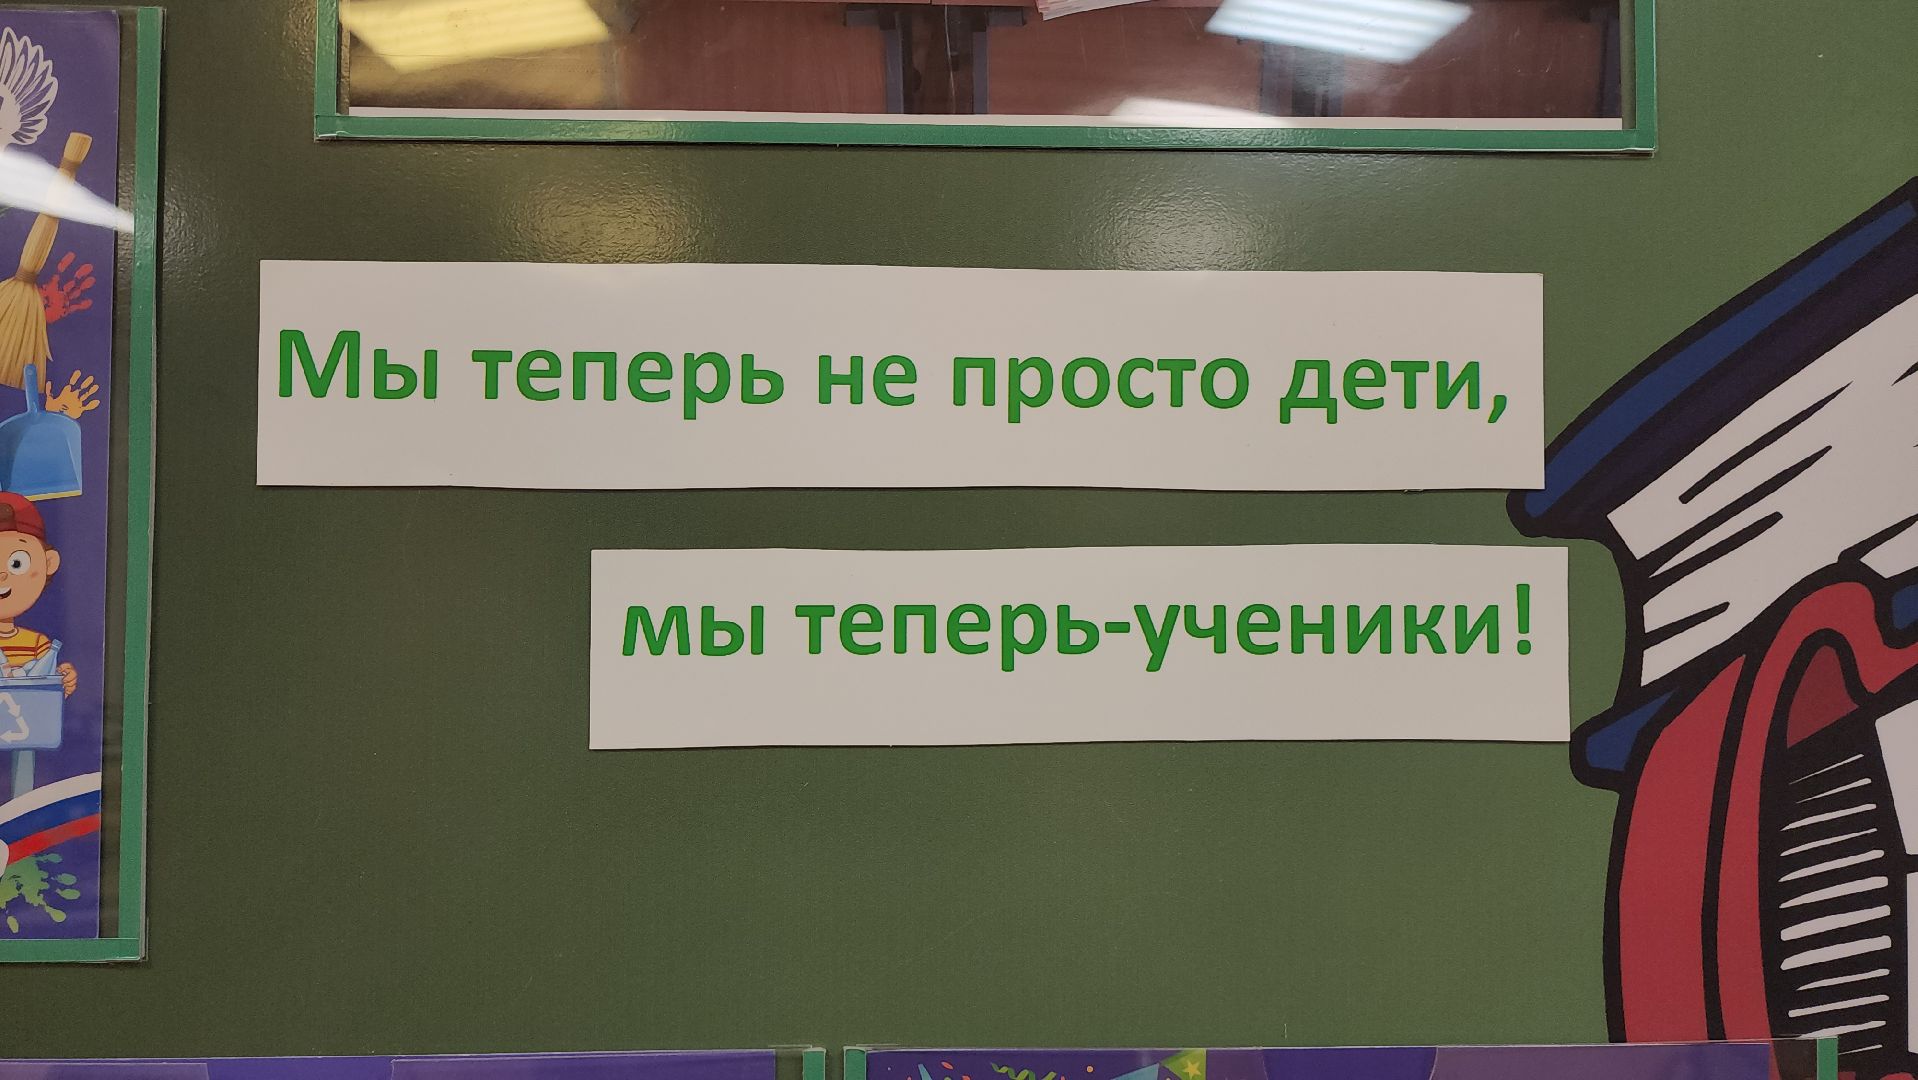 Мы теперь не просто дети,
мы теперь-ученики!